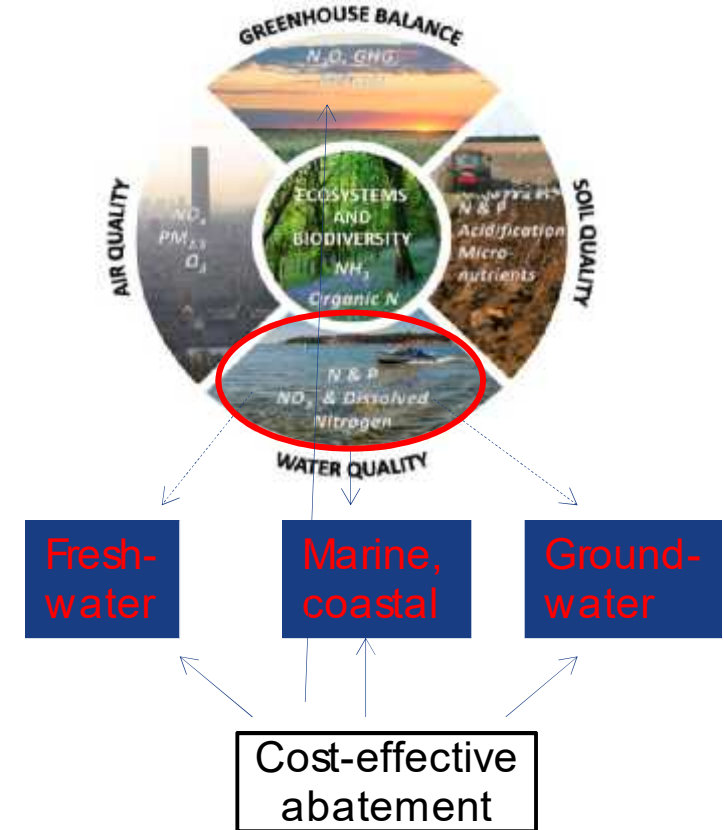 GREENHOUSE BALANCE
N₂O, GHG
AIR QUALITY
NOₓ
PM₂.₅
O₃
ECOSYSTEMS
AND
BIODIVERSITY
NH₃
Organic N
SOIL QUALITY
N & P
Acidification
Micro-
nutrients
N & P
& Dissolved
Nitrogen
WATER QUALITY
Fresh-
water
Marine,
coastal
Ground-
water
Cost-effective
abatement